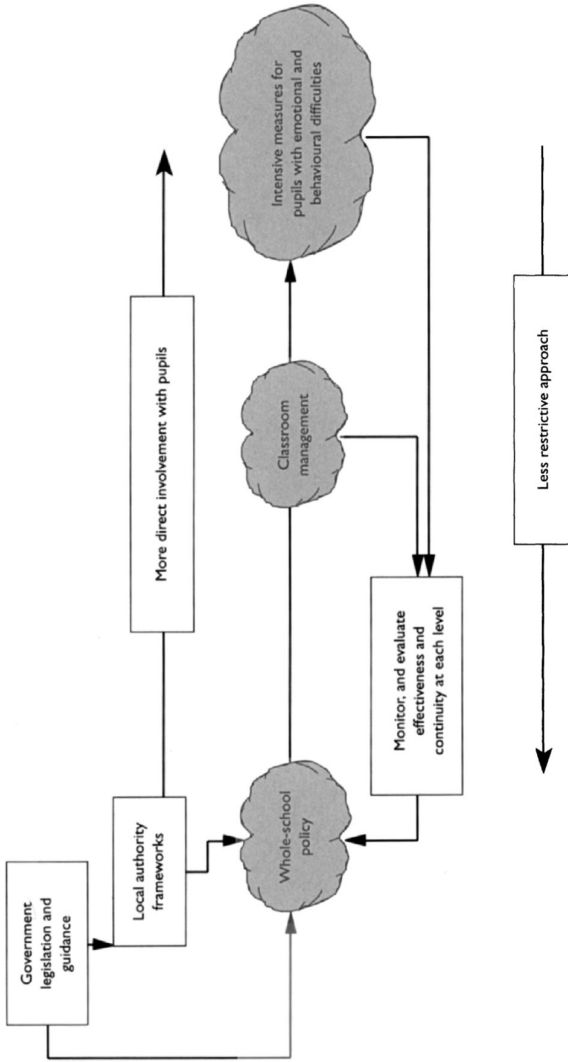 Government
legislation and
guidance
Local authority
frameworks
More direct involvement with pupils
Whole-school
policy
Classroom
management
Intensive measures for
pupils with emotional and
behavioural difficulties
Monitor, and evaluate
effectiveness and
continuity at each level
Less restrictive approach